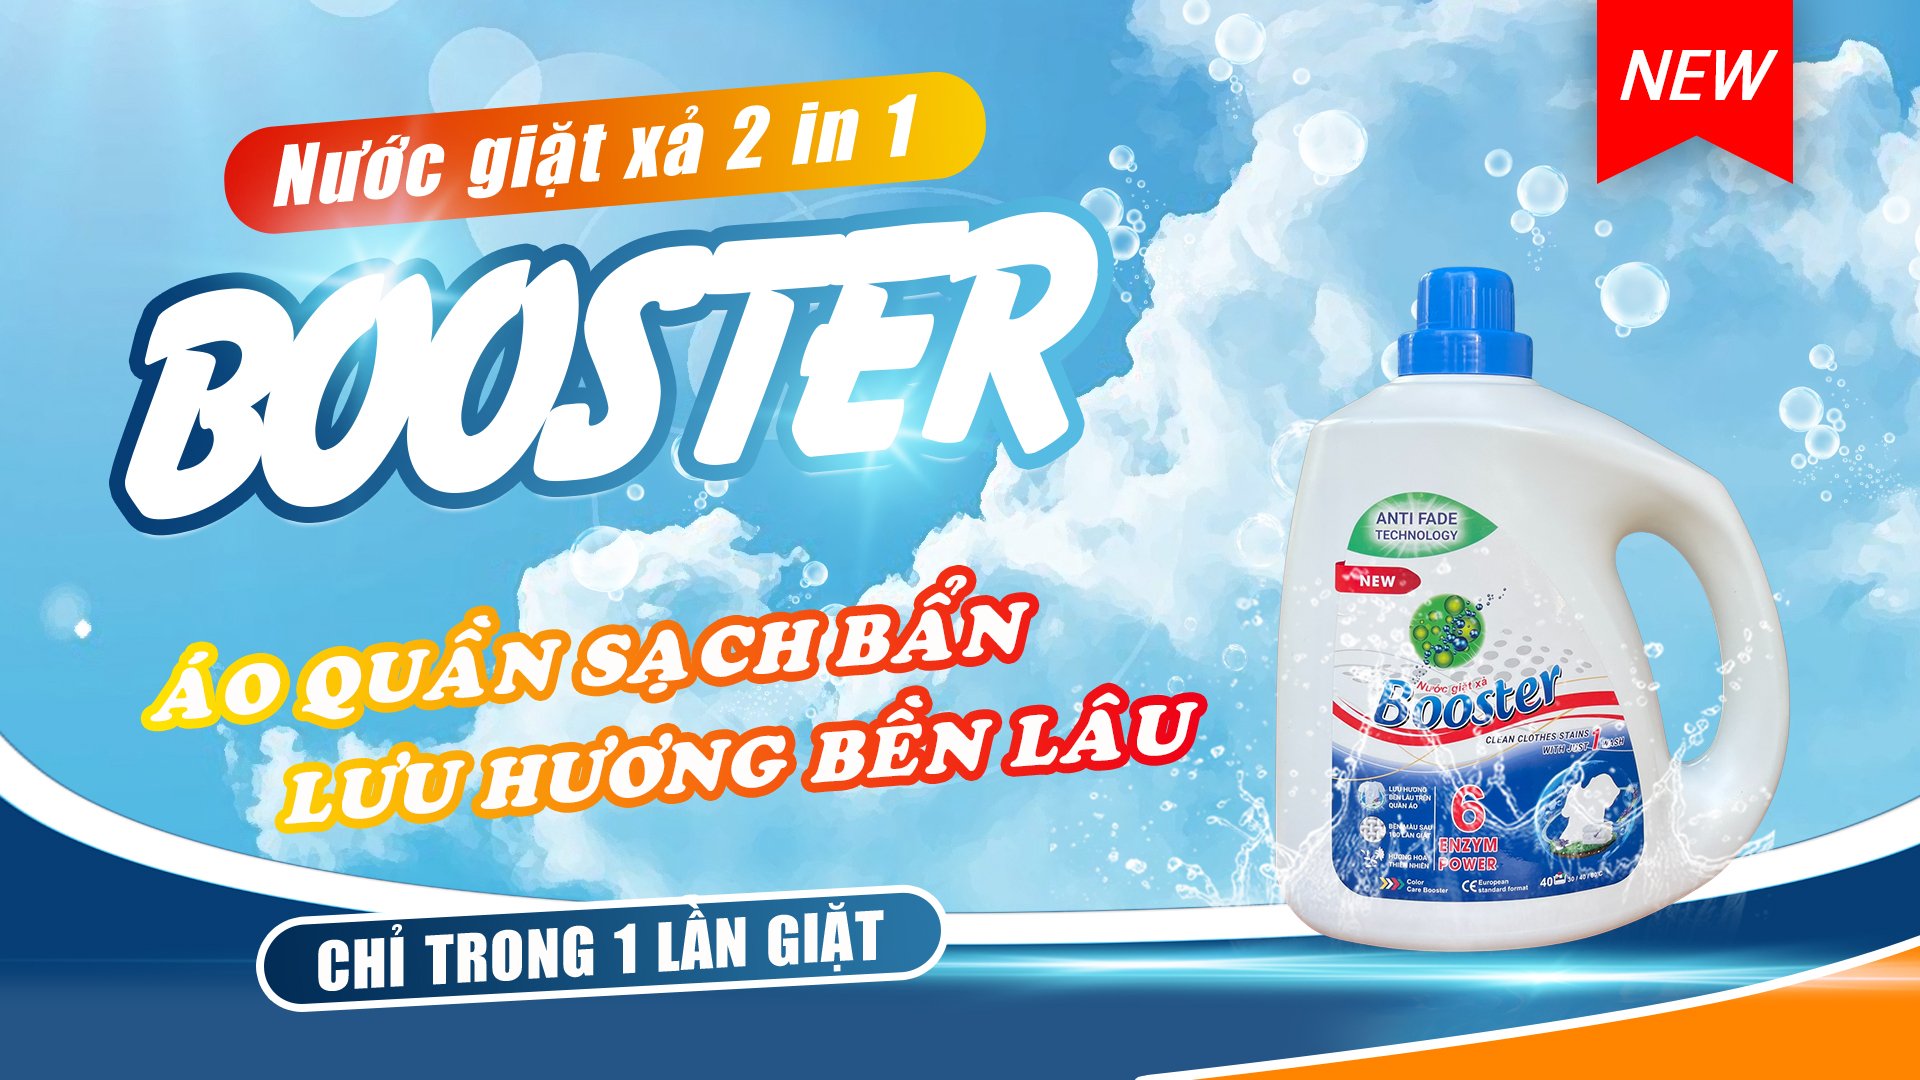 NEW
Nước giặt xả 2 in 1
BOOSTER
ÁO QUẦN SẠCH BẨN
LƯU HƯƠNG BỀN LÂU
CHỈ TRONG 1 LẦN GIẶT
ANTI FADE
TECHNOLOGY
NEW
Nước giặt xả
Booster
CLEAN CLOTHES STAINS
WITH JUST 1 WASH
LƯU HƯƠNG
BỀN LÂU TRÊN
QUẦN ÁO
BỀN MÀU SAU
100 LẦN GIẶT
HƯƠNG HOA
THIÊN NHIÊN
6
ENZYM
POWER
Color
Care Booster
CE European
standard format
40
30 / 40 / 60°C